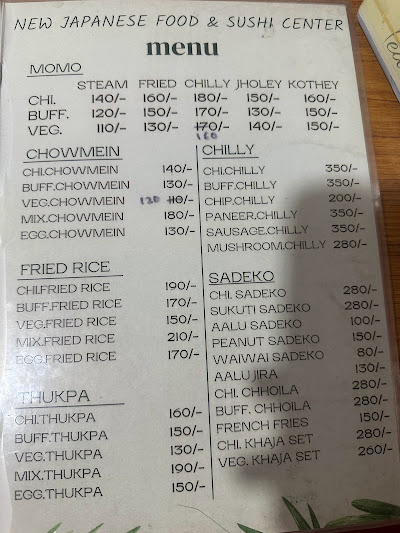 NEW JAPANESE FOOD & SUSHI CENTER
menu
MOMO
STEAM FRIED CHILLY JHOLEY KOTHEY
CHI. 140/- 160/- 180/- 150/- 160/-
BUFF. 120/- 150/- 170/- 130/- 150/-
VEG. 110/- 130/- 170/- 140/- 150/-
160
CHOWMEIN
CHI.CHOWMEIN 140/-
BUFF.CHOWMEIN 130/-
VEG.CHOWMEIN 120 110/-
MIX.CHOWMEIN 180/-
EGG.CHOWMEIN 130/-
FRIED RICE
CHI.FRIED RICE 190/-
BUFF.FRIED RICE 170/-
VEG.FRIED RICE 150/-
MIX.FRIED RICE 210/-
EGG.FRIED RICE 170/-
THUKPA
CHI.THUKPA 160/-
BUFF.THUKPA 150/-
VEG.THUKPA 130/-
MIX.THUKPA 190/-
EGG.THUKPA 150/-
CHILLY
CHI.CHILLY 350/-
BUFF.CHILLY 350/-
CHIP.CHILLY 200/-
PANEER.CHILLY 350/-
SAUSAGE.CHILLY 350/-
MUSHROOM.CHILLY 280/-
SADEKO
CHI. SADEKO 280/-
SUKUTI SADEKO 280/-
AALU SADEKO 100/-
PEANUT SADEKO 150/-
WAIWAI SADEKO 80/-
AALU JIRA 130/-
CHI. CHHOILA 280/-
BUFF. CHHOILA 280/-
FRENCH FRIES 150/-
CHI. KHAJA SET 280/-
VEG. KHAJA SET 260/-